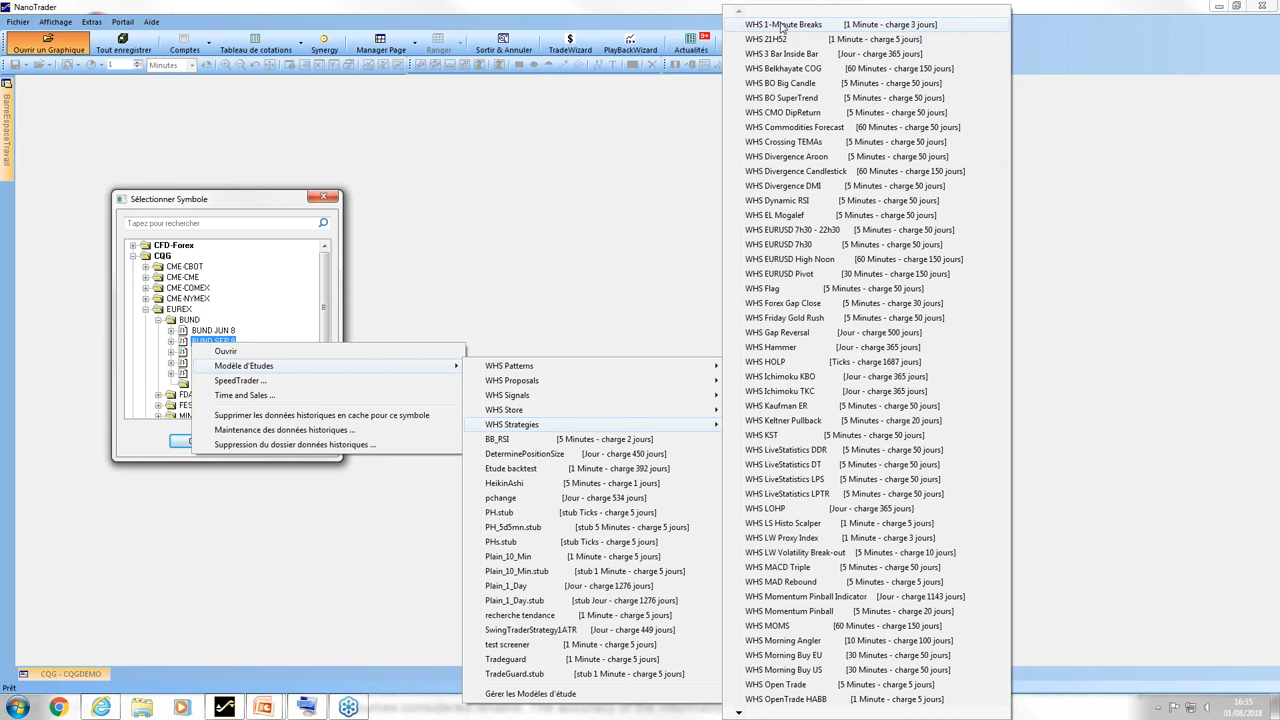 NanoTrader
Fichier Affichage Extras Portail Aide
Ouvrir un Graphique Tout enregistrer Comptes Tableau de cotations Synergy Manager Page Ranger Sortir & Annuler TradeWizard PlayBackWizard Actualités 9+
1 Minutes
BarreEspaceTravail
Sélectionner Symbole
Tapez pour rechercher
CFD-Forex
CQG
CME-CBOT
CME-CME
CME-COMEX
CME-NYMEX
EUREX
BUND
BUND JUN 8
BUND SEP 8
Ouvrir
Modèle d'Etudes
SpeedTrader ...
Time and Sales ...
Supprimer les données historiques en cache pour ce symbole
Maintenance des données historiques ...
Suppression du dossier données historiques ...
WHS Patterns
WHS Proposals
WHS Signals
WHS Store
WHS Strategies
BB_RSI [5 Minutes - charge 2 jours]
DeterminePositionSize [Jour - charge 450 jours]
Etude backtest [1 Minute - charge 392 jours]
HeikinAshi [5 Minutes - charge 1 jours]
pchange [Jour - charge 534 jours]
PH.stub [stub Ticks - charge 5 jours]
PH_5d5mn.stub [stub 5 Minutes - charge 5 jours]
PHs.stub [stub Ticks - charge 5 jours]
Plain_10_Min [1 Minute - charge 5 jours]
Plain_10_Min.stub [stub 1 Minute - charge 5 jours]
Plain_1_Day [Jour - charge 1276 jours]
Plain_1_Day.stub [stub Jour - charge 1276 jours]
recherche tendance [1 Minute - charge 5 jours]
SwingTraderStrategy1ATR [Jour - charge 449 jours]
test screener [1 Minute - charge 5 jours]
Tradeguard [1 Minute - charge 5 jours]
TradeGuard.stub [stub 1 Minute - charge 5 jours]
Gérer les Modèles d'étude
WHS 1-Minute Breaks [1 Minute - charge 3 jours]
WHS 21H52 [1 Minute - charge 5 jours]
WHS 3 Bar Inside Bar [Jour - charge 365 jours]
WHS Belkhayate COG [60 Minutes - charge 150 jours]
WHS BO Big Candle [5 Minutes - charge 50 jours]
WHS BO SuperTrend [5 Minutes - charge 50 jours]
WHS CMO DipReturn [5 Minutes - charge 50 jours]
WHS Commodities Forecast [60 Minutes - charge 50 jours]
WHS Crossing TEMAs [5 Minutes - charge 50 jours]
WHS Divergence Aroon [5 Minutes - charge 50 jours]
WHS Divergence Candlestick [60 Minutes - charge 150 jours]
WHS Divergence DMI [5 Minutes - charge 50 jours]
WHS Dynamic RSI [5 Minutes - charge 50 jours]
WHS EL Mogalef [5 Minutes - charge 50 jours]
WHS EURUSD 7h30 - 22h30 [5 Minutes - charge 50 jours]
WHS EURUSD 7h30 [5 Minutes - charge 50 jours]
WHS EURUSD High Noon [60 Minutes - charge 150 jours]
WHS EURUSD Pivot [30 Minutes - charge 150 jours]
WHS Flag [5 Minutes - charge 50 jours]
WHS Forex Gap Close [5 Minutes - charge 30 jours]
WHS Friday Gold Rush [5 Minutes - charge 50 jours]
WHS Gap Reversal [Jour - charge 500 jours]
WHS Hammer [Jour - charge 365 jours]
WHS HOLP [Ticks - charge 1687 jours]
WHS Ichimoku KBO [Jour - charge 365 jours]
WHS Ichimoku TKC [Jour - charge 365 jours]
WHS Kaufman ER [5 Minutes - charge 50 jours]
WHS Keltner Pullback [5 Minutes - charge 50 jours]
WHS KST [5 Minutes - charge 50 jours]
WHS LiveStatistics DDR [5 Minutes - charge 50 jours]
WHS LiveStatistics DT [5 Minutes - charge 50 jours]
WHS LiveStatistics LPS [5 Minutes - charge 50 jours]
WHS LiveStatistics LPTR [5 Minutes - charge 50 jours]
WHS LOHP [Jour - charge 365 jours]
WHS LS Histo Scalper [1 Minute - charge 5 jours]
WHS LW Proxy Index [1 Minute - charge 3 jours]
WHS LW Volatility Break-out [5 Minutes - charge 10 jours]
WHS MACD Triple [5 Minutes - charge 50 jours]
WHS MAD Rebound [5 Minutes - charge 5 jours]
WHS Momentum Pinball Indicator [Jour - charge 1143 jours]
WHS Momentum Pinball [5 Minutes - charge 20 jours]
WHS MOMS [60 Minutes - charge 150 jours]
WHS Morning Angler [10 Minutes - charge 100 jours]
WHS Morning Buy EU [30 Minutes - charge 50 jours]
WHS Morning Buy US [30 Minutes - charge 50 jours]
WHS Open Trade [5 Minutes - charge 50 jours]
WHS OpenTrade HABB [1 Minute - charge 5 jours]
CQG - CQGDEMO
Prêt
16:35
01/08/2018